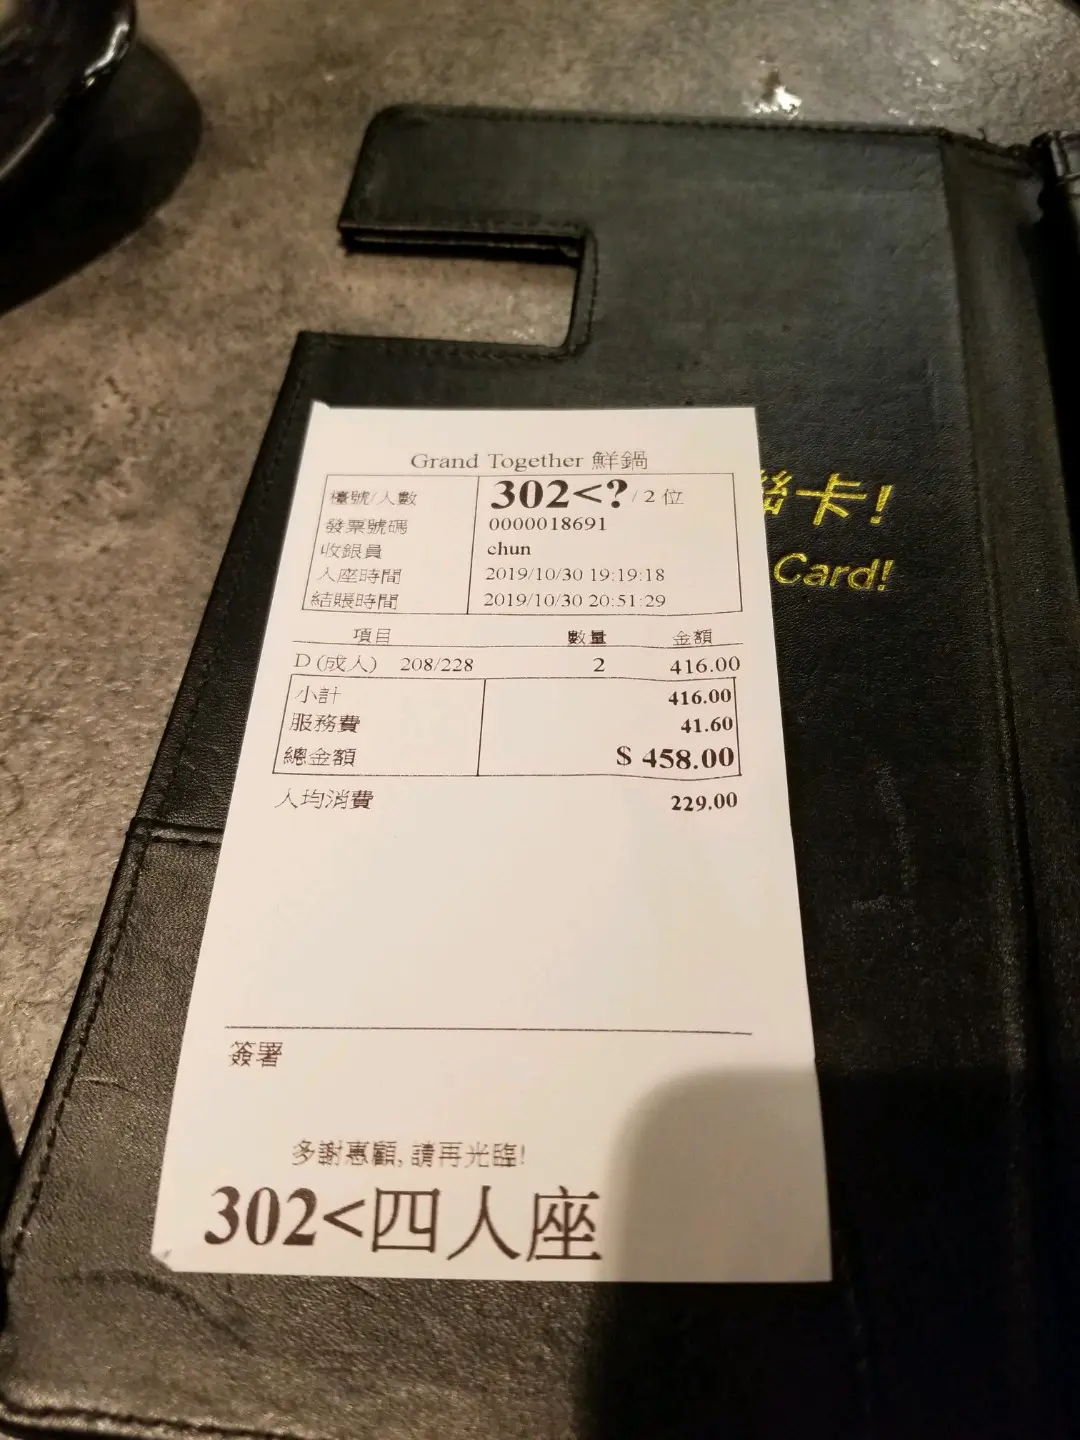 Grand Together 鮮鍋
檯號/人數 302<? / 2 位
發票號碼 0000018691
收銀員 chun
入座時間 2019/10/30 19:19:18
結賬時間 2019/10/30 20:51:29
項目 數量 金額
D (成人) 208/228 2 416.00
小計 416.00
服務費 41.60
總金額 $ 458.00
人均消費 229.00
簽署
多謝惠顧, 請再光臨!
302<四人座
卡!
Card!